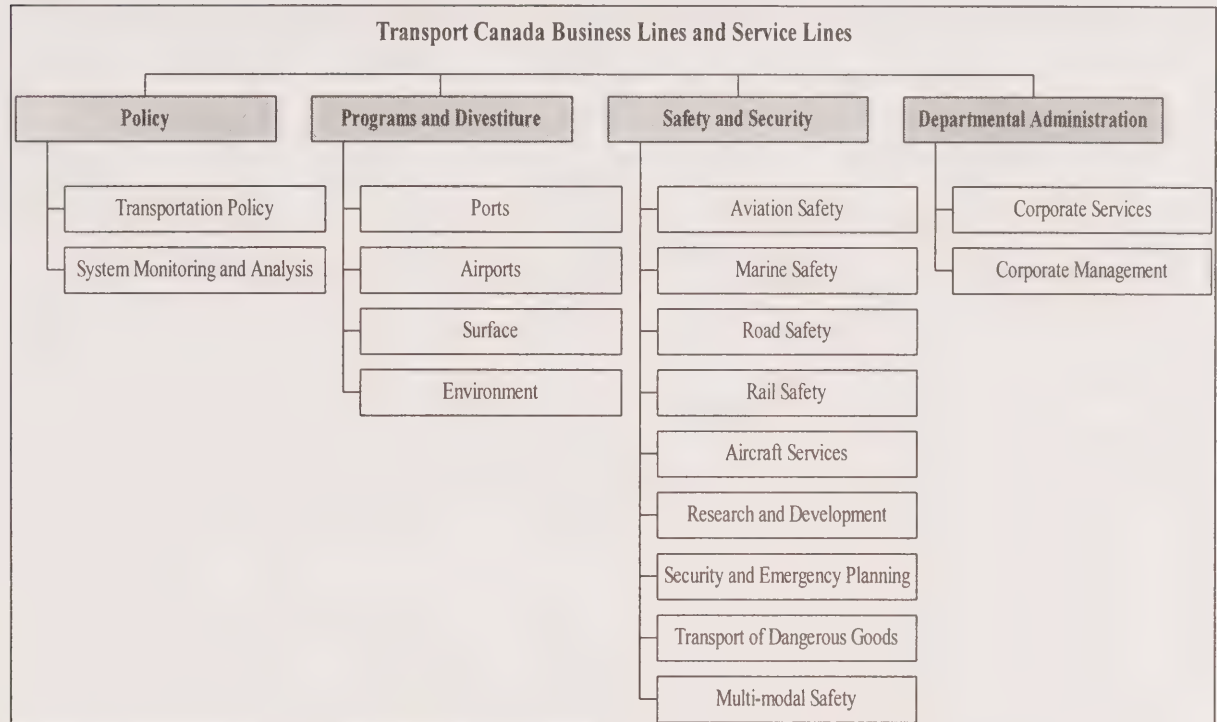 Transport Canada Business Lines and Service Lines
Policy
Transportation Policy
System Monitoring and Analysis
Programs and Divestiture
Ports
Airports
Surface
Environment
Safety and Security
Aviation Safety
Marine Safety
Road Safety
Rail Safety
Aircraft Services
Research and Development
Security and Emergency Planning
Transport of Dangerous Goods
Multi-modal Safety
Departmental Administration
Corporate Services
Corporate Management